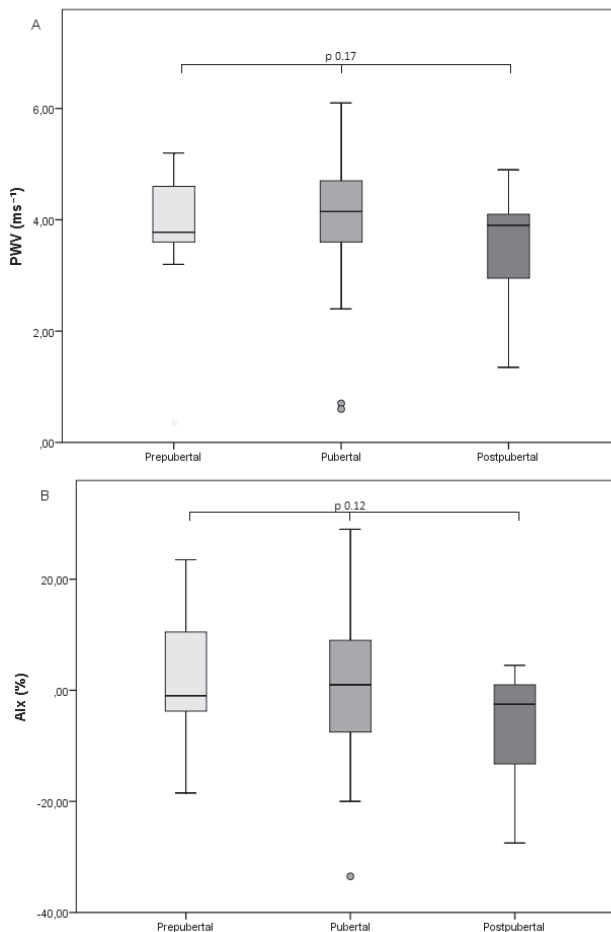 A
p 0.17
6,00
4,00
2,00
,00
PWV (ms⁻¹)
Prepubertal Pubertal Postpubertal
B
p 0.12
20,00
,00
-20,00
-40,00
AIx (%)
Prepubertal Pubertal Postpubertal